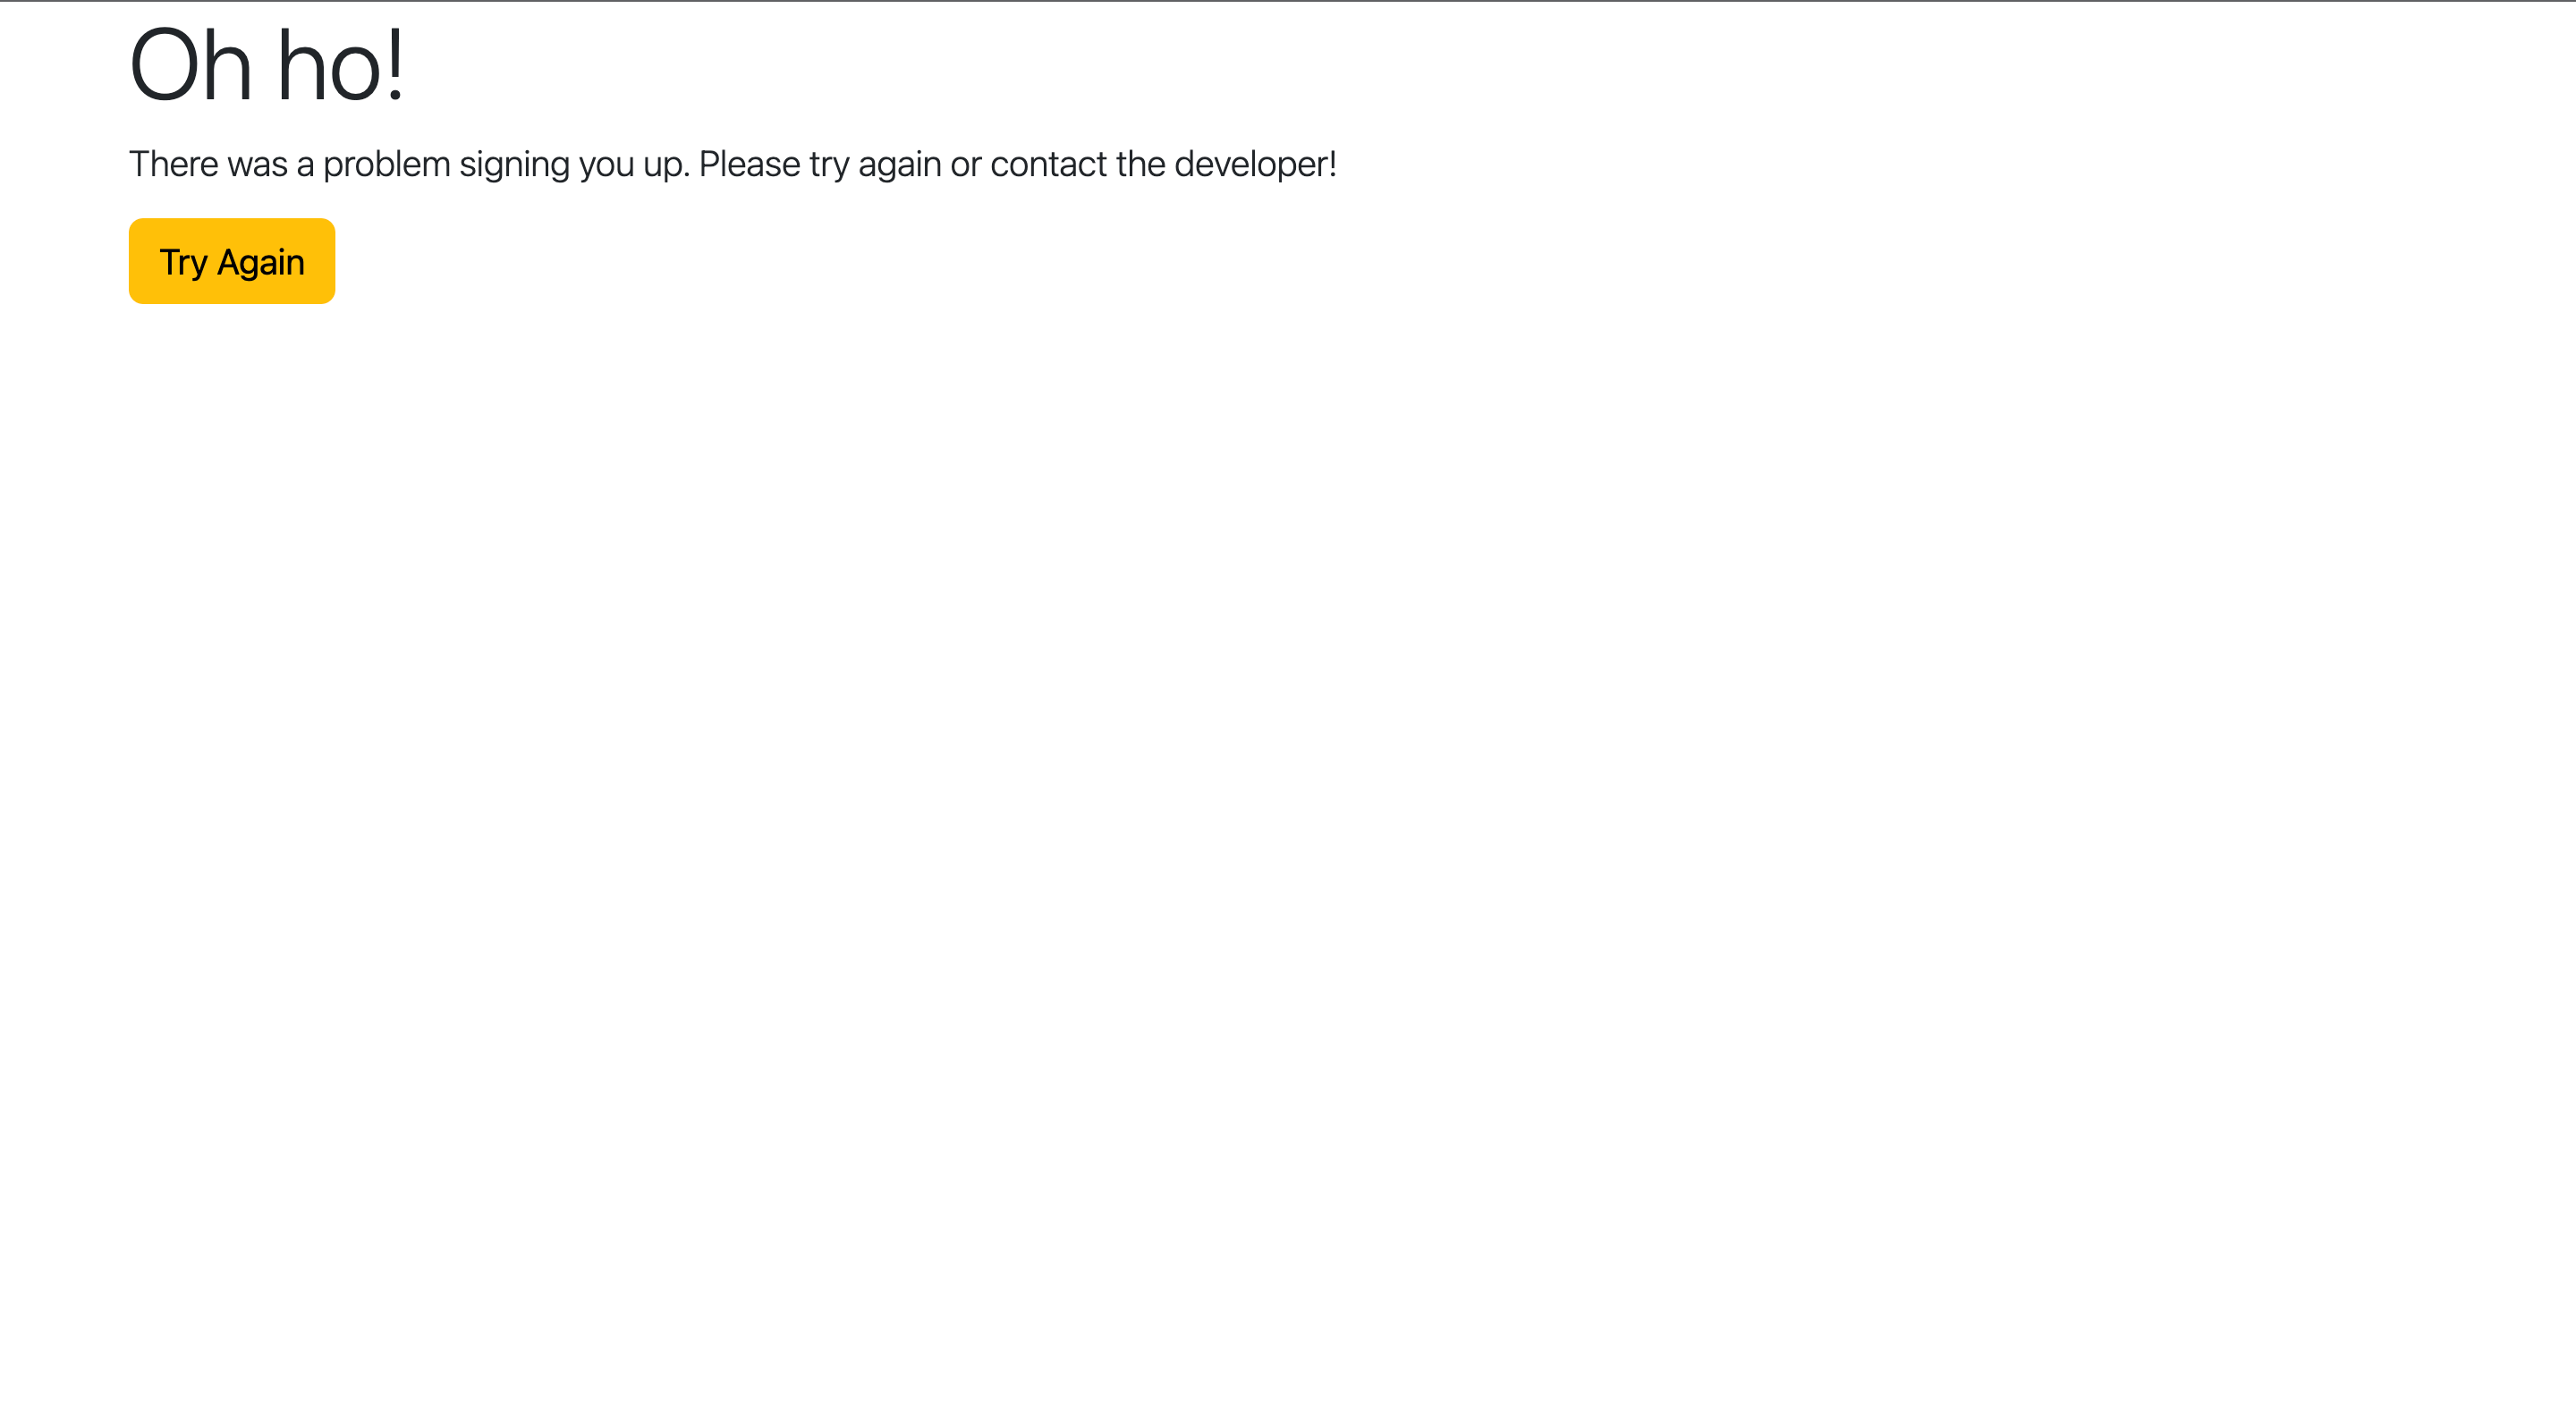 Oh ho!
There was a problem signing you up. Please try again or contact the developer!
Try Again